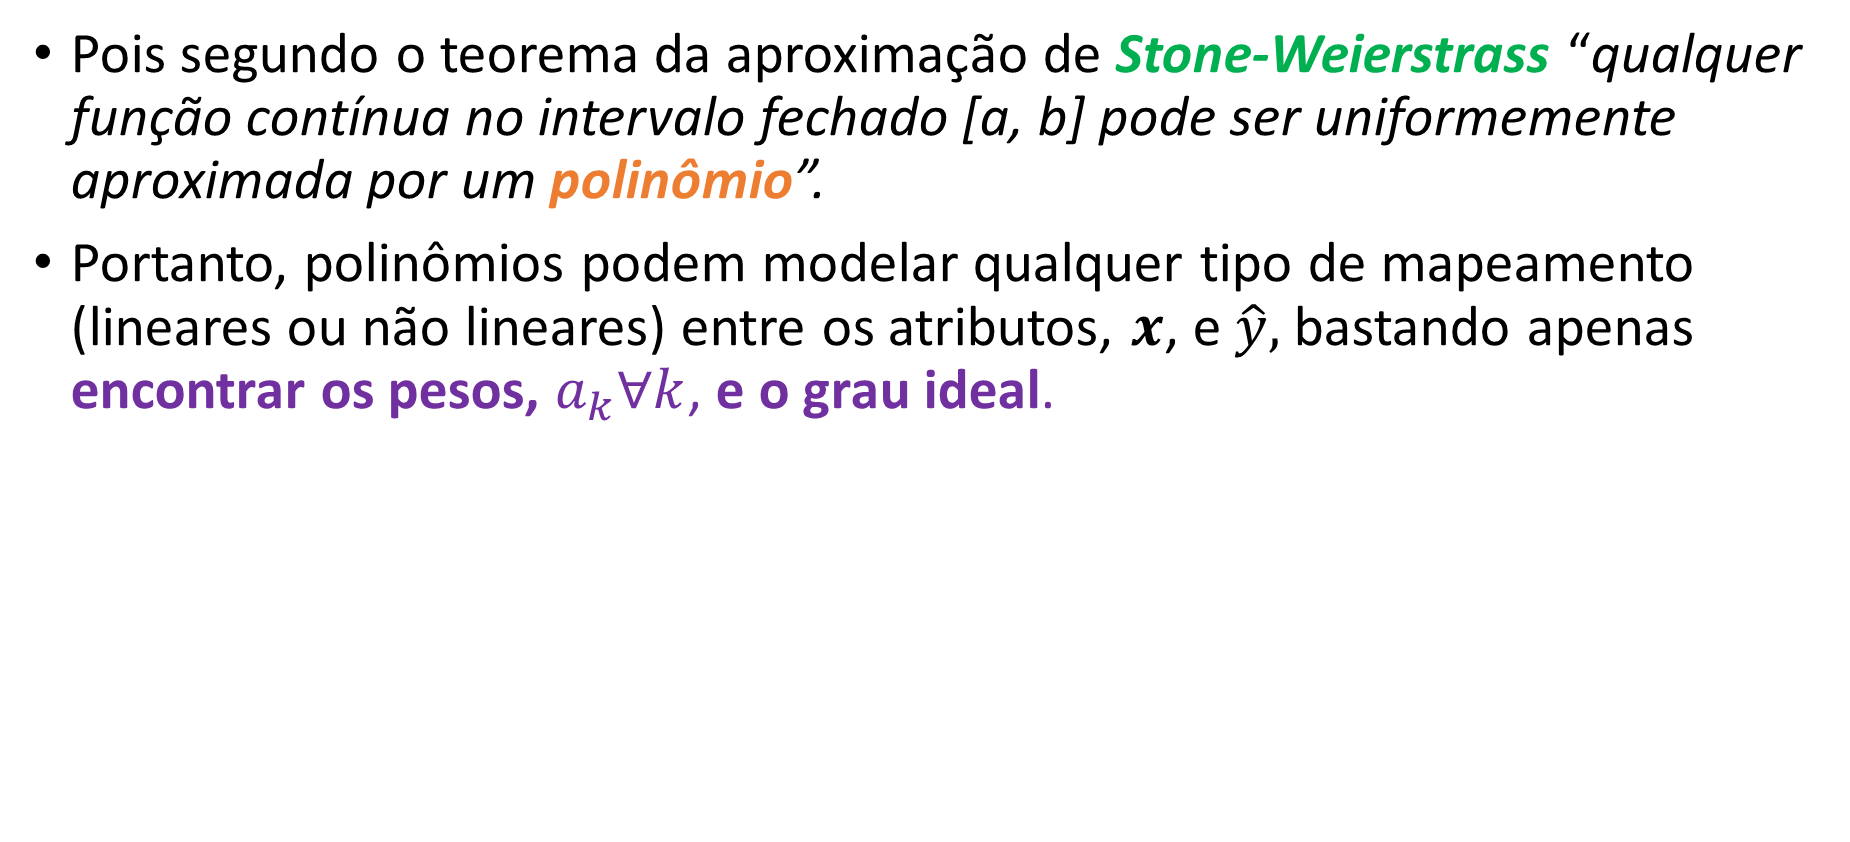 • Pois segundo o teorema da aproximação de Stone-Weierstrass “qualquer
função contínua no intervalo fechado [a, b] pode ser uniformemente
aproximada por um polinômio”.
• Portanto, polinômios podem modelar qualquer tipo de mapeamento
(lineares ou não lineares) entre os atributos, 𝒙, e ŷ, bastando apenas
encontrar os pesos, 𝑎ₖ∀𝑘, e o grau ideal.